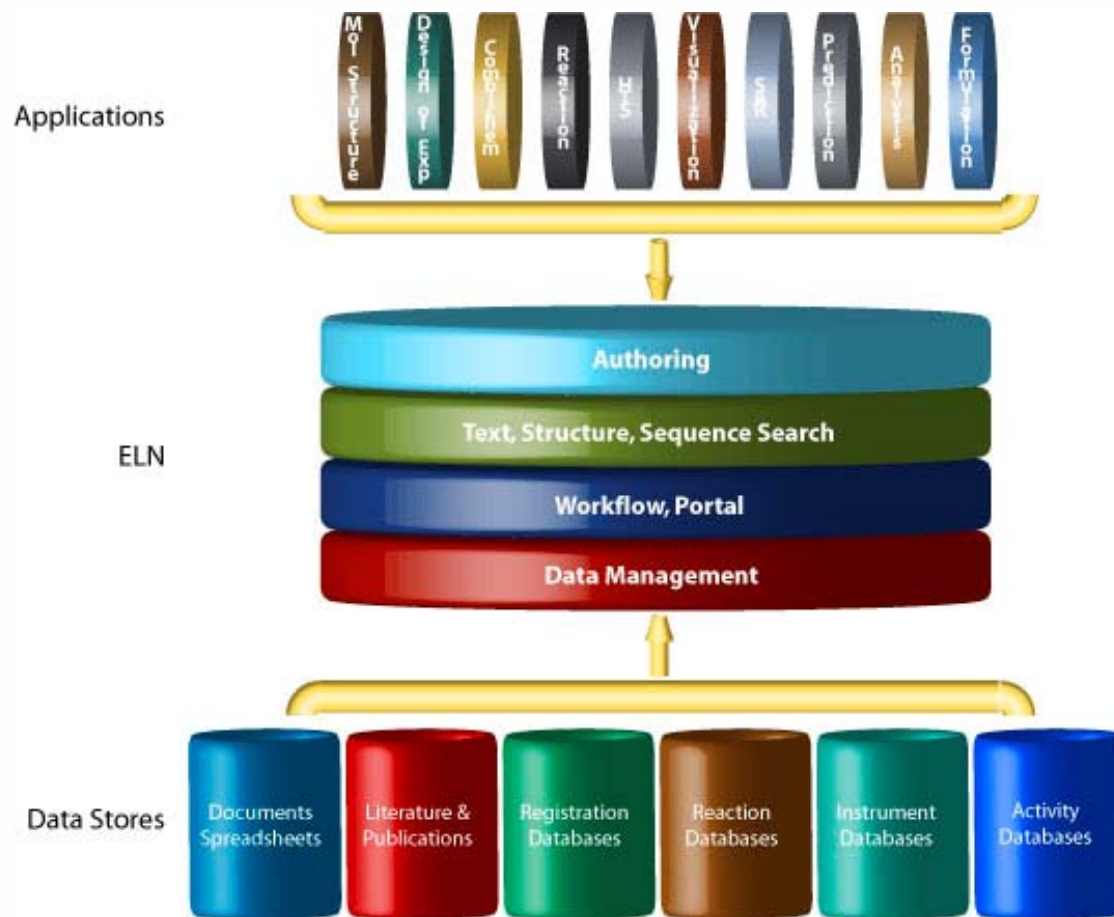 Applications
Mol Structure
Design of Exp
Combichem
Reaction
HTS
Visualization
SAR
Prediction
Analysis
Formulation
ELN
Authoring
Text, Structure, Sequence Search
Workflow, Portal
Data Management
Data Stores
Documents
Spreadsheets
Literature &
Publications
Registration
Databases
Reaction
Databases
Instrument
Databases
Activity
Databases